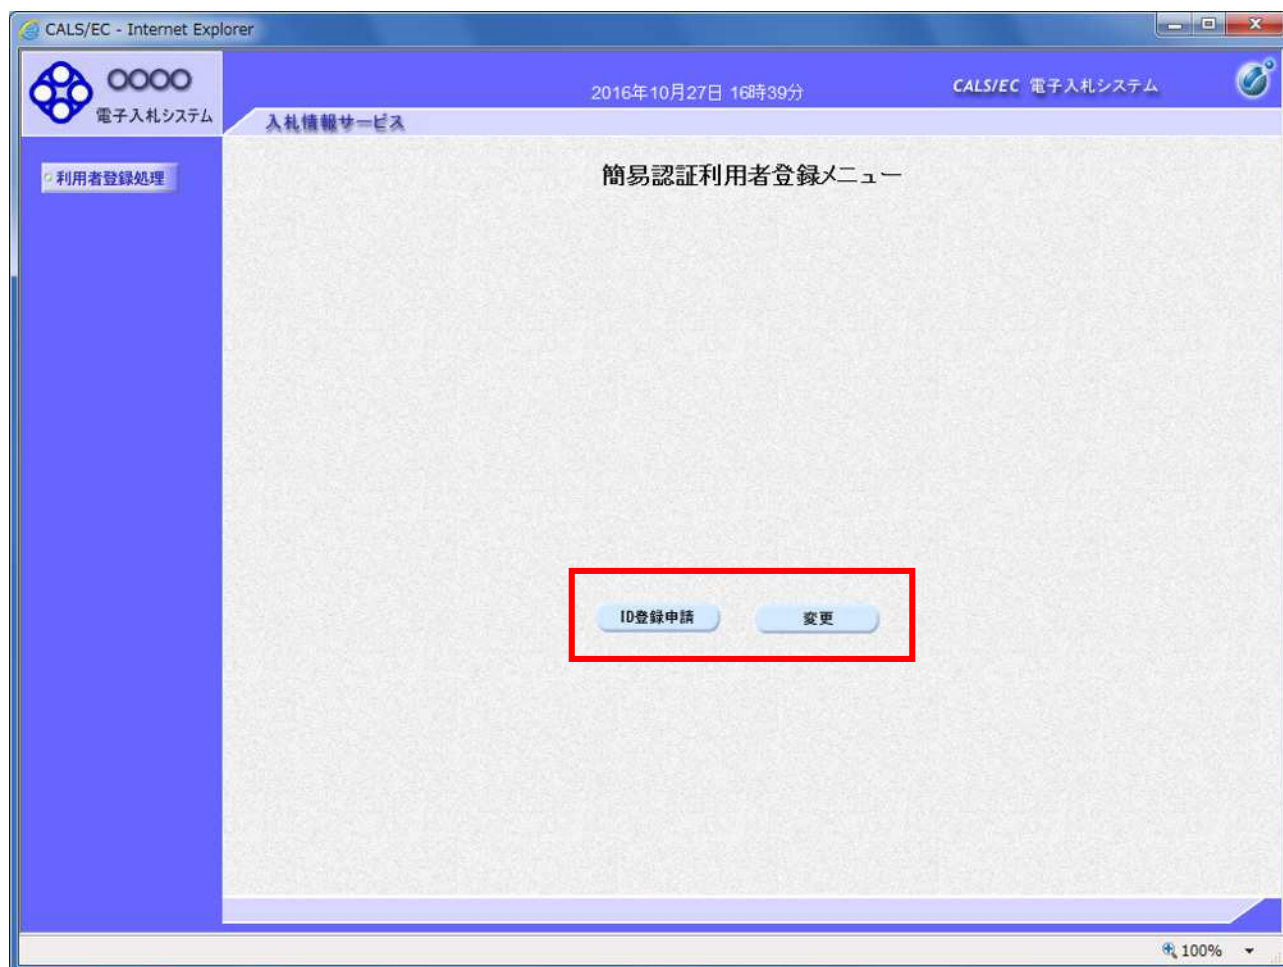 CALS/EC - Internet Explorer
○○○○
電子入札システム
2016年10月27日 16時39分
CALS/EC 電子入札システム
入札情報サービス
利用者登録処理
簡易認証利用者登録メニュー
ID登録申請
変更
100%